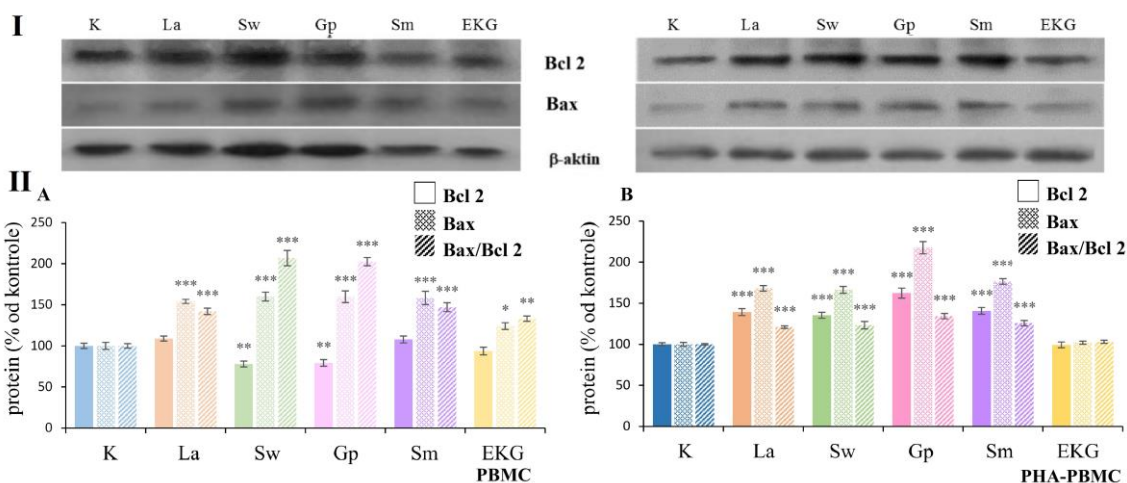 I
K La Sw Gp Sm EKG
La Sw Gp Sm EKG
K
Bcl 2
Bax
β-aktin
II
A
Bcl 2
Bax
Bax/Bcl 2
protein (% od kontrole)
250
200
150
100
50
0
*** *** *** *** *** *** *** *** ** ** * **
K La Sw Gp Sm EKG
PBMC
B
Bcl 2
Bax
Bax/Bcl 2
protein (% od kontrole)
250
200
150
100
50
0
*** *** *** *** *** *** *** *** *** *** *** ***
K La Sw Gp Sm EKG
PHA-PBMC